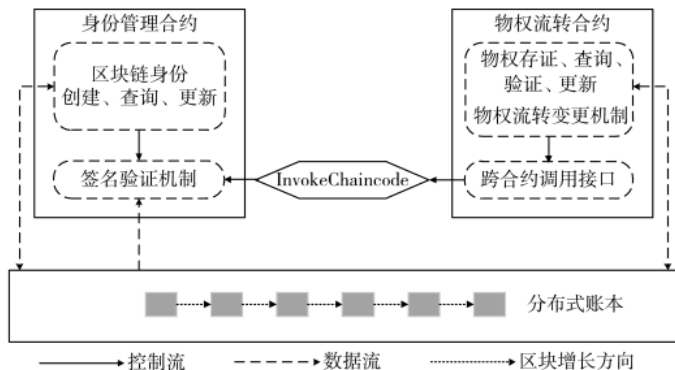 身份管理合约
区块链身份
创建、查询、更新
签名验证机制
InvokeChaincode
物权流转合约
物权存证、查询、
验证、更新
物权流转变更机制
跨合约调用接口
分布式账本
控制流
数据流
区块增长方向